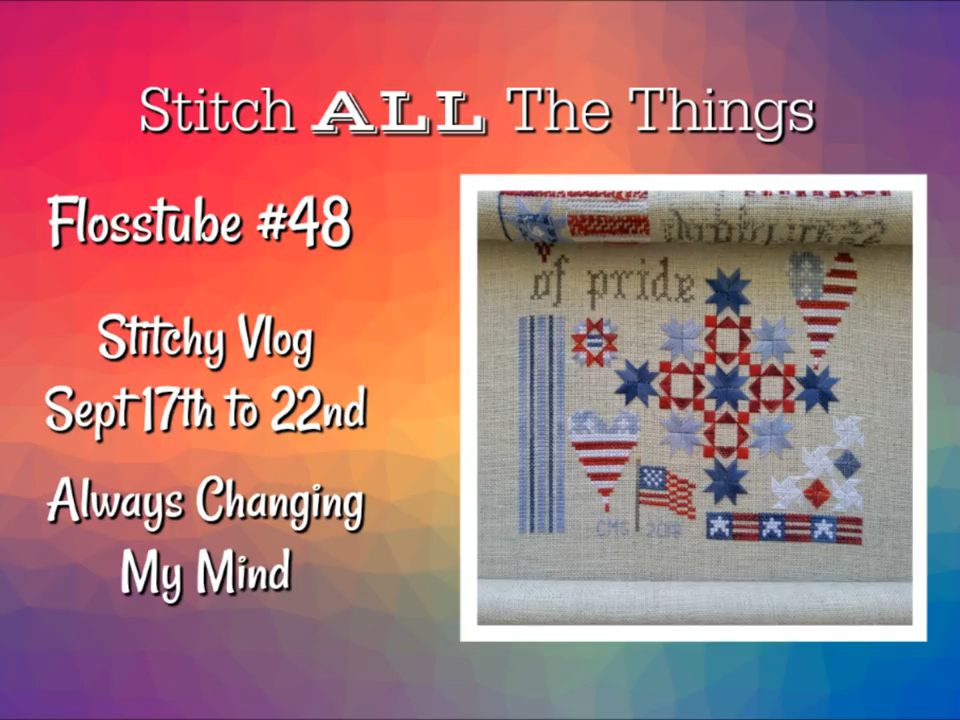 Stitch ALL The Things
Flosstube #48
Stitchy Vlog
Sept 17th to 22nd
Always Changing
My Mind
of pride
CMS 2017